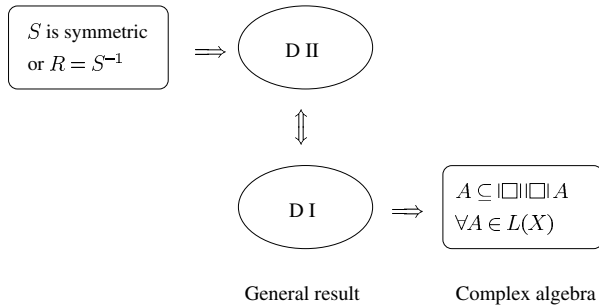 S is symmetric
or R = S⁻¹
⟹
D II
⇕
D I
⟹
A ⊆ |□||□| A
∀A ∈ L(X)
General result
Complex algebra